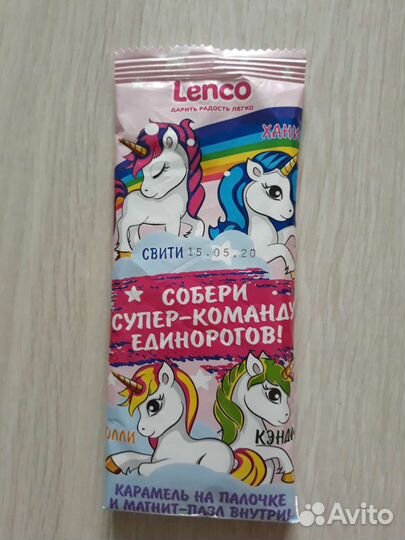 Lenco
ДАРИТЬ РАДОСТЬ ЛЕГКО
ХАНИ
СВИТИ 15.05.20
СОБЕРИ
СУПЕР-КОМАНДУ
ЕДИНОРОГОВ!
ОЛЛИ
КЭНДИ
КАРАМЕЛЬ НА ПАЛОЧКЕ
И МАГНИТ-ПАЗЛ ВНУТРИ!
Avito